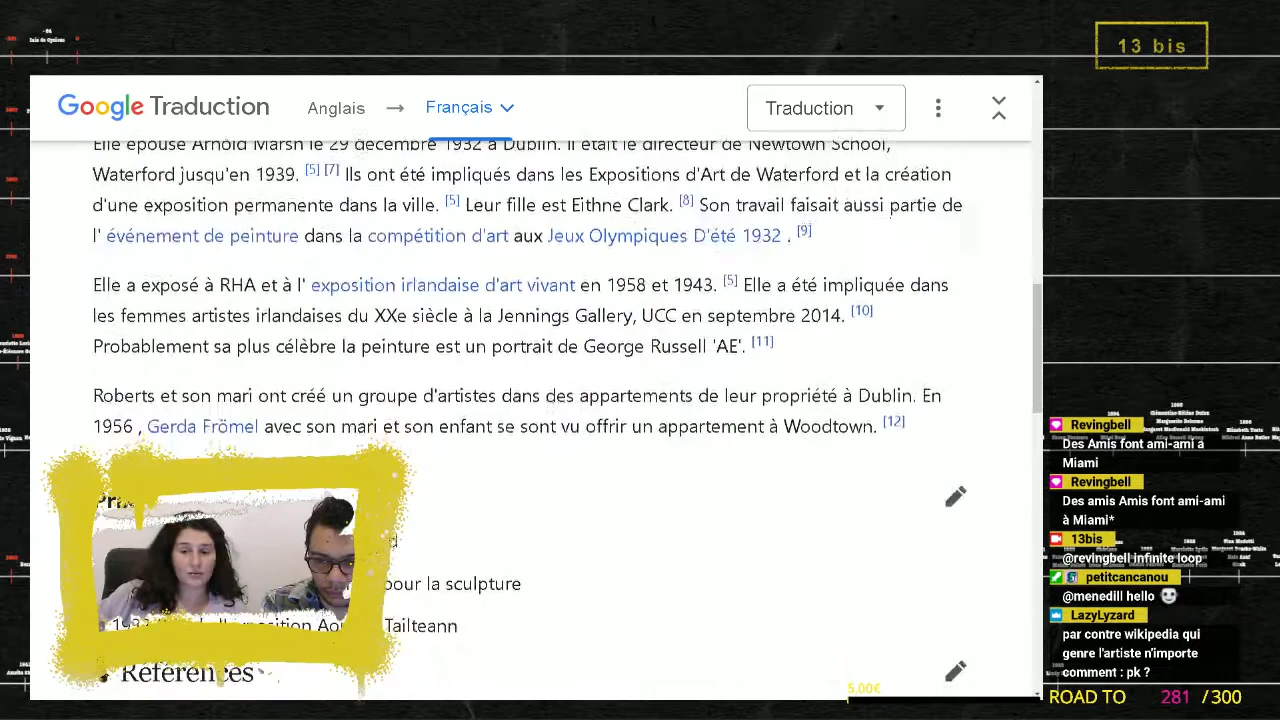 13 bis
Google Traduction
Anglais
Français
Traduction
Elle épouse Arnold Marsh le 29 décembre 1932 à Dublin. Il était le directeur de Newtown School,
Waterford jusqu'en 1939. [5] [7] Ils ont été impliqués dans les Expositions d'Art de Waterford et la création
d'une exposition permanente dans la ville. [5] Leur fille est Eithne Clark. [8] Son travail faisait aussi partie de
l' événement de peinture dans la compétition d'art aux Jeux Olympiques D'été 1932 . [9]
Elle a exposé à RHA et à l' exposition irlandaise d'art vivant en 1958 et 1943. [5] Elle a été impliquée dans
les femmes artistes irlandaises du XXe siècle à la Jennings Gallery, UCC en septembre 2014. [10]
Probablement sa plus célèbre la peinture est un portrait de George Russell 'AE'. [11]
Roberts et son mari ont créé un groupe d'artistes dans des appartements de leur propriété à Dublin. En
1956 , Gerda Frömel avec son mari et son enfant se sont vu offrir un appartement à Woodtown. [12]
pour la sculpture
Tailteann
Références
Revingbell
Des Amis font ami-ami à
Miami
Revingbell
Des amis Amis font ami-ami
à Miami*
13bis
@revingbell infinite loop
petitcancanou
@menedill hello
LazyLyzard
par contre wikipedia qui
genre l'artiste n'importe
comment : pk ?
5,00€
ROAD TO 281 /300